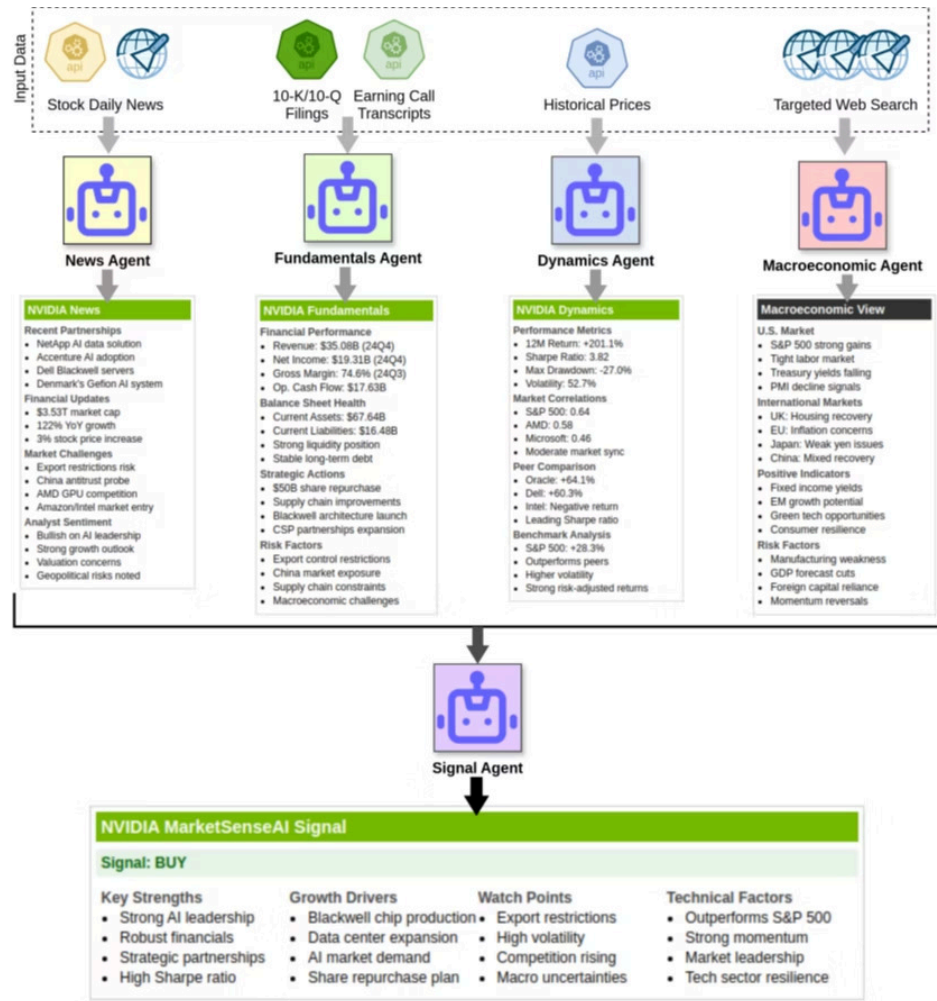 Input Data
api
api
api
api
Stock Daily News
10-K/10-Q
Filings
Earning Call
Transcripts
Historical Prices
Targeted Web Search
News Agent
Fundamentals Agent
Dynamics Agent
Macroeconomic Agent
NVIDIA News
Recent Partnerships
• NetApp AI data solution
• Accenture AI adoption
• Dell Blackwell servers
• Denmark's Gefion AI system
Financial Updates
• $3.53T market cap
• 122% YoY growth
• 3% stock price increase
Market Challenges
• Export restrictions risk
• China antitrust probe
• AMD GPU competition
• Amazon/Intel market entry
Analyst Sentiment
• Bullish on AI leadership
• Strong growth outlook
• Valuation concerns
• Geopolitical risks noted
NVIDIA Fundamentals
Financial Performance
• Revenue: $35.08B (24Q4)
• Net Income: $19.31B (24Q4)
• Gross Margin: 74.6% (24Q3)
• Op. Cash Flow: $17.63B
Balance Sheet Health
• Current Assets: $67.64B
• Current Liabilities: $16.48B
• Strong liquidity position
• Stable long-term debt
Strategic Actions
• $50B share repurchase
• Supply chain improvements
• Blackwell architecture launch
• CSP partnerships expansion
Risk Factors
• Export control restrictions
• China market exposure
• Supply chain constraints
• Macroeconomic challenges
NVIDIA Dynamics
Performance Metrics
• 12M Return: +201.1%
• Sharpe Ratio: 3.82
• Max Drawdown: -27.0%
• Volatility: 52.7%
Market Correlations
• S&P 500: 0.64
• AMD: 0.58
• Microsoft: 0.46
• Moderate market sync
Peer Comparison
• Oracle: +64.1%
• Dell: +60.3%
• Intel: Negative return
• Leading Sharpe ratio
Benchmark Analysis
• S&P 500: +28.3%
• Outperforms peers
• Higher volatility
• Strong risk-adjusted returns
Macroeconomic View
U.S. Market
• S&P 500 strong gains
• Tight labor market
• Treasury yields falling
• PMI decline signals
International Markets
• UK: Housing recovery
• EU: Inflation concerns
• Japan: Weak yen issues
• China: Mixed recovery
Positive Indicators
• Fixed income yields
• EM growth potential
• Green tech opportunities
• Consumer resilience
Risk Factors
• Manufacturing weakness
• GDP forecast cuts
• Foreign capital reliance
• Momentum reversals
Signal Agent
NVIDIA MarketSenseAI Signal
Signal: BUY
Key Strengths
• Strong AI leadership
• Robust financials
• Strategic partnerships
• High Sharpe ratio
Growth Drivers
• Blackwell chip production
• Data center expansion
• AI market demand
• Share repurchase plan
Watch Points
• Export restrictions
• High volatility
• Competition rising
• Macro uncertainties
Technical Factors
• Outperforms S&P 500
• Strong momentum
• Market leadership
• Tech sector resilience